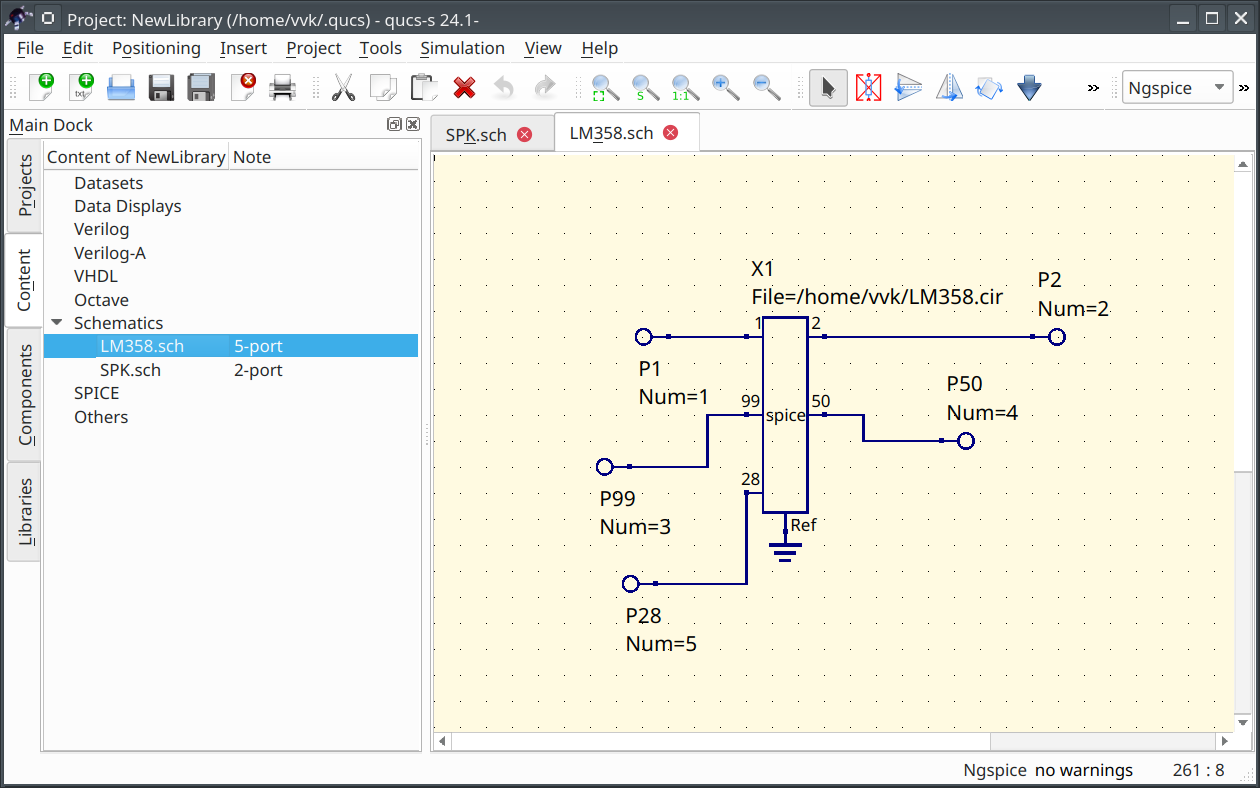 Project: NewLibrary (/home/vvk/.qucs) - qucs-s 24.1-
File Edit Positioning Insert Project Tools Simulation View Help
txt S 1:1 » Ngspice »
Main Dock
SPK.sch LM358.sch
Projects
Content
Components
Libraries
Content of NewLibrary Note
Datasets
Data Displays
Verilog
Verilog-A
VHDL
Octave
Schematics
LM358.sch 5-port
SPK.sch 2-port
SPICE
Others
X1
File=/home/vvk/LM358.cir
P2
Num=2
1 2
P1
Num=1
P50
Num=4
99 50
spice
28
P99
Num=3
Ref
P28
Num=5
Ngspice no warnings 261 : 8